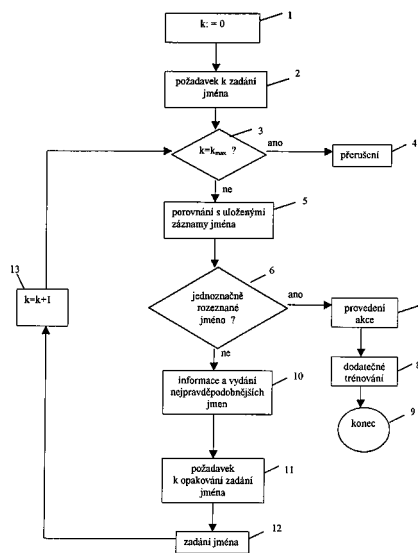 k: = 0
1
požadavek k zadání
jména
2
k=kmax ?
3
ano
přerušení
4
ne
porovnání s uloženými
záznamy jména
5
6
jednoznačně
rozeznané
jméno ?
ano
provedení
akce
13
k=k+1
ne
dodatečné
trénování
8
informace a vydání
nejpravděpodobnějších
jmen
10
konec
9
požadavek
k opakování zadání
jména
11
zadání jména
12